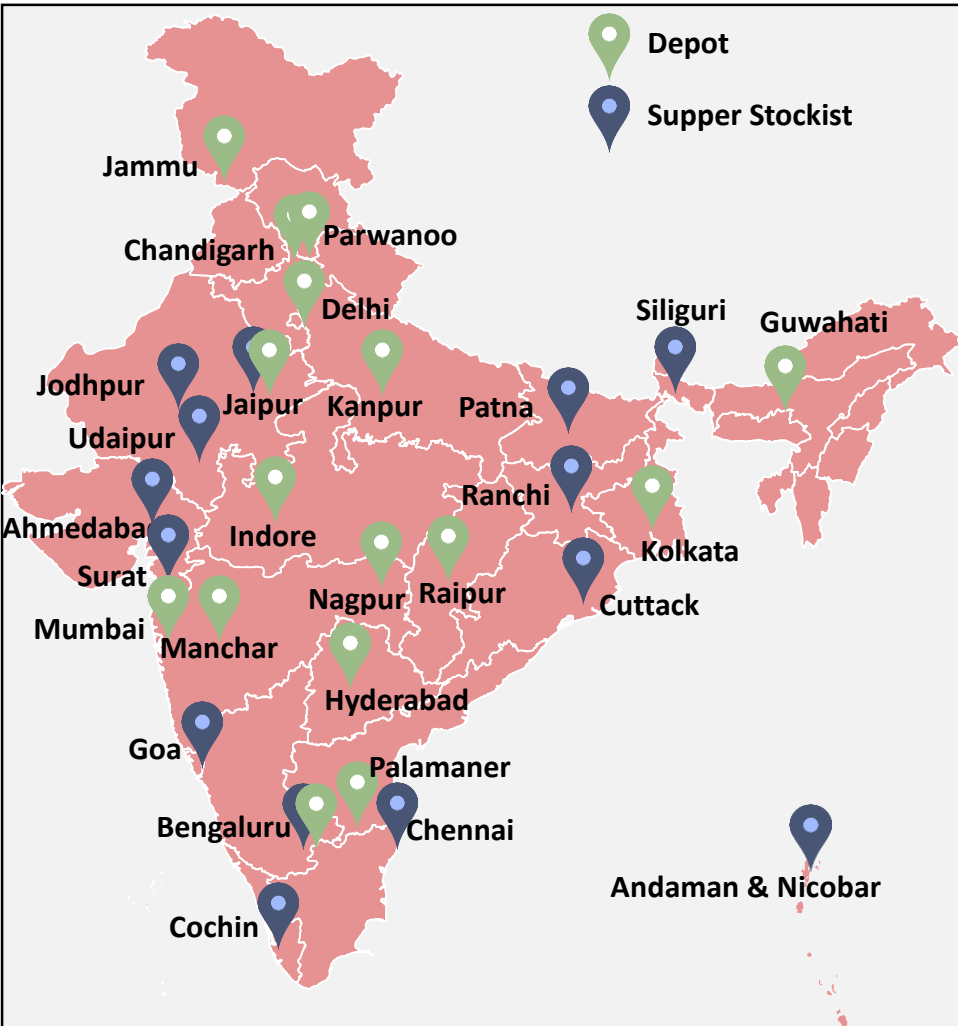 Depot
Supper Stockist
Jammu
Chandigarh
Parwanoo
Delhi
Siliguri
Guwahati
Jodhpur
Jaipur
Kanpur
Patna
Udaipur
Ranchi
Ahmedaba
Indore
Kolkata
Surat
Nagpur
Raipur
Cuttack
Mumbai
Manchar
Hyderabad
Goa
Palamaner
Bengaluru
Chennai
Andaman & Nicobar
Cochin